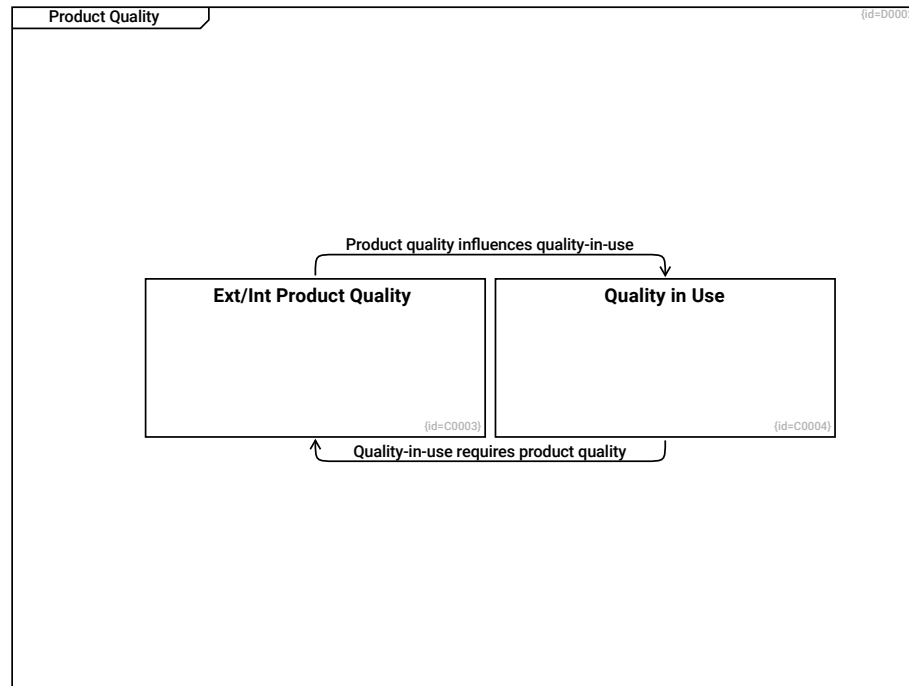 Product Quality
Product quality influences quality-in-use
Ext/Int Product Quality
{id=C0003}
Quality in Use
{id=C0004}
Quality-in-use requires product quality